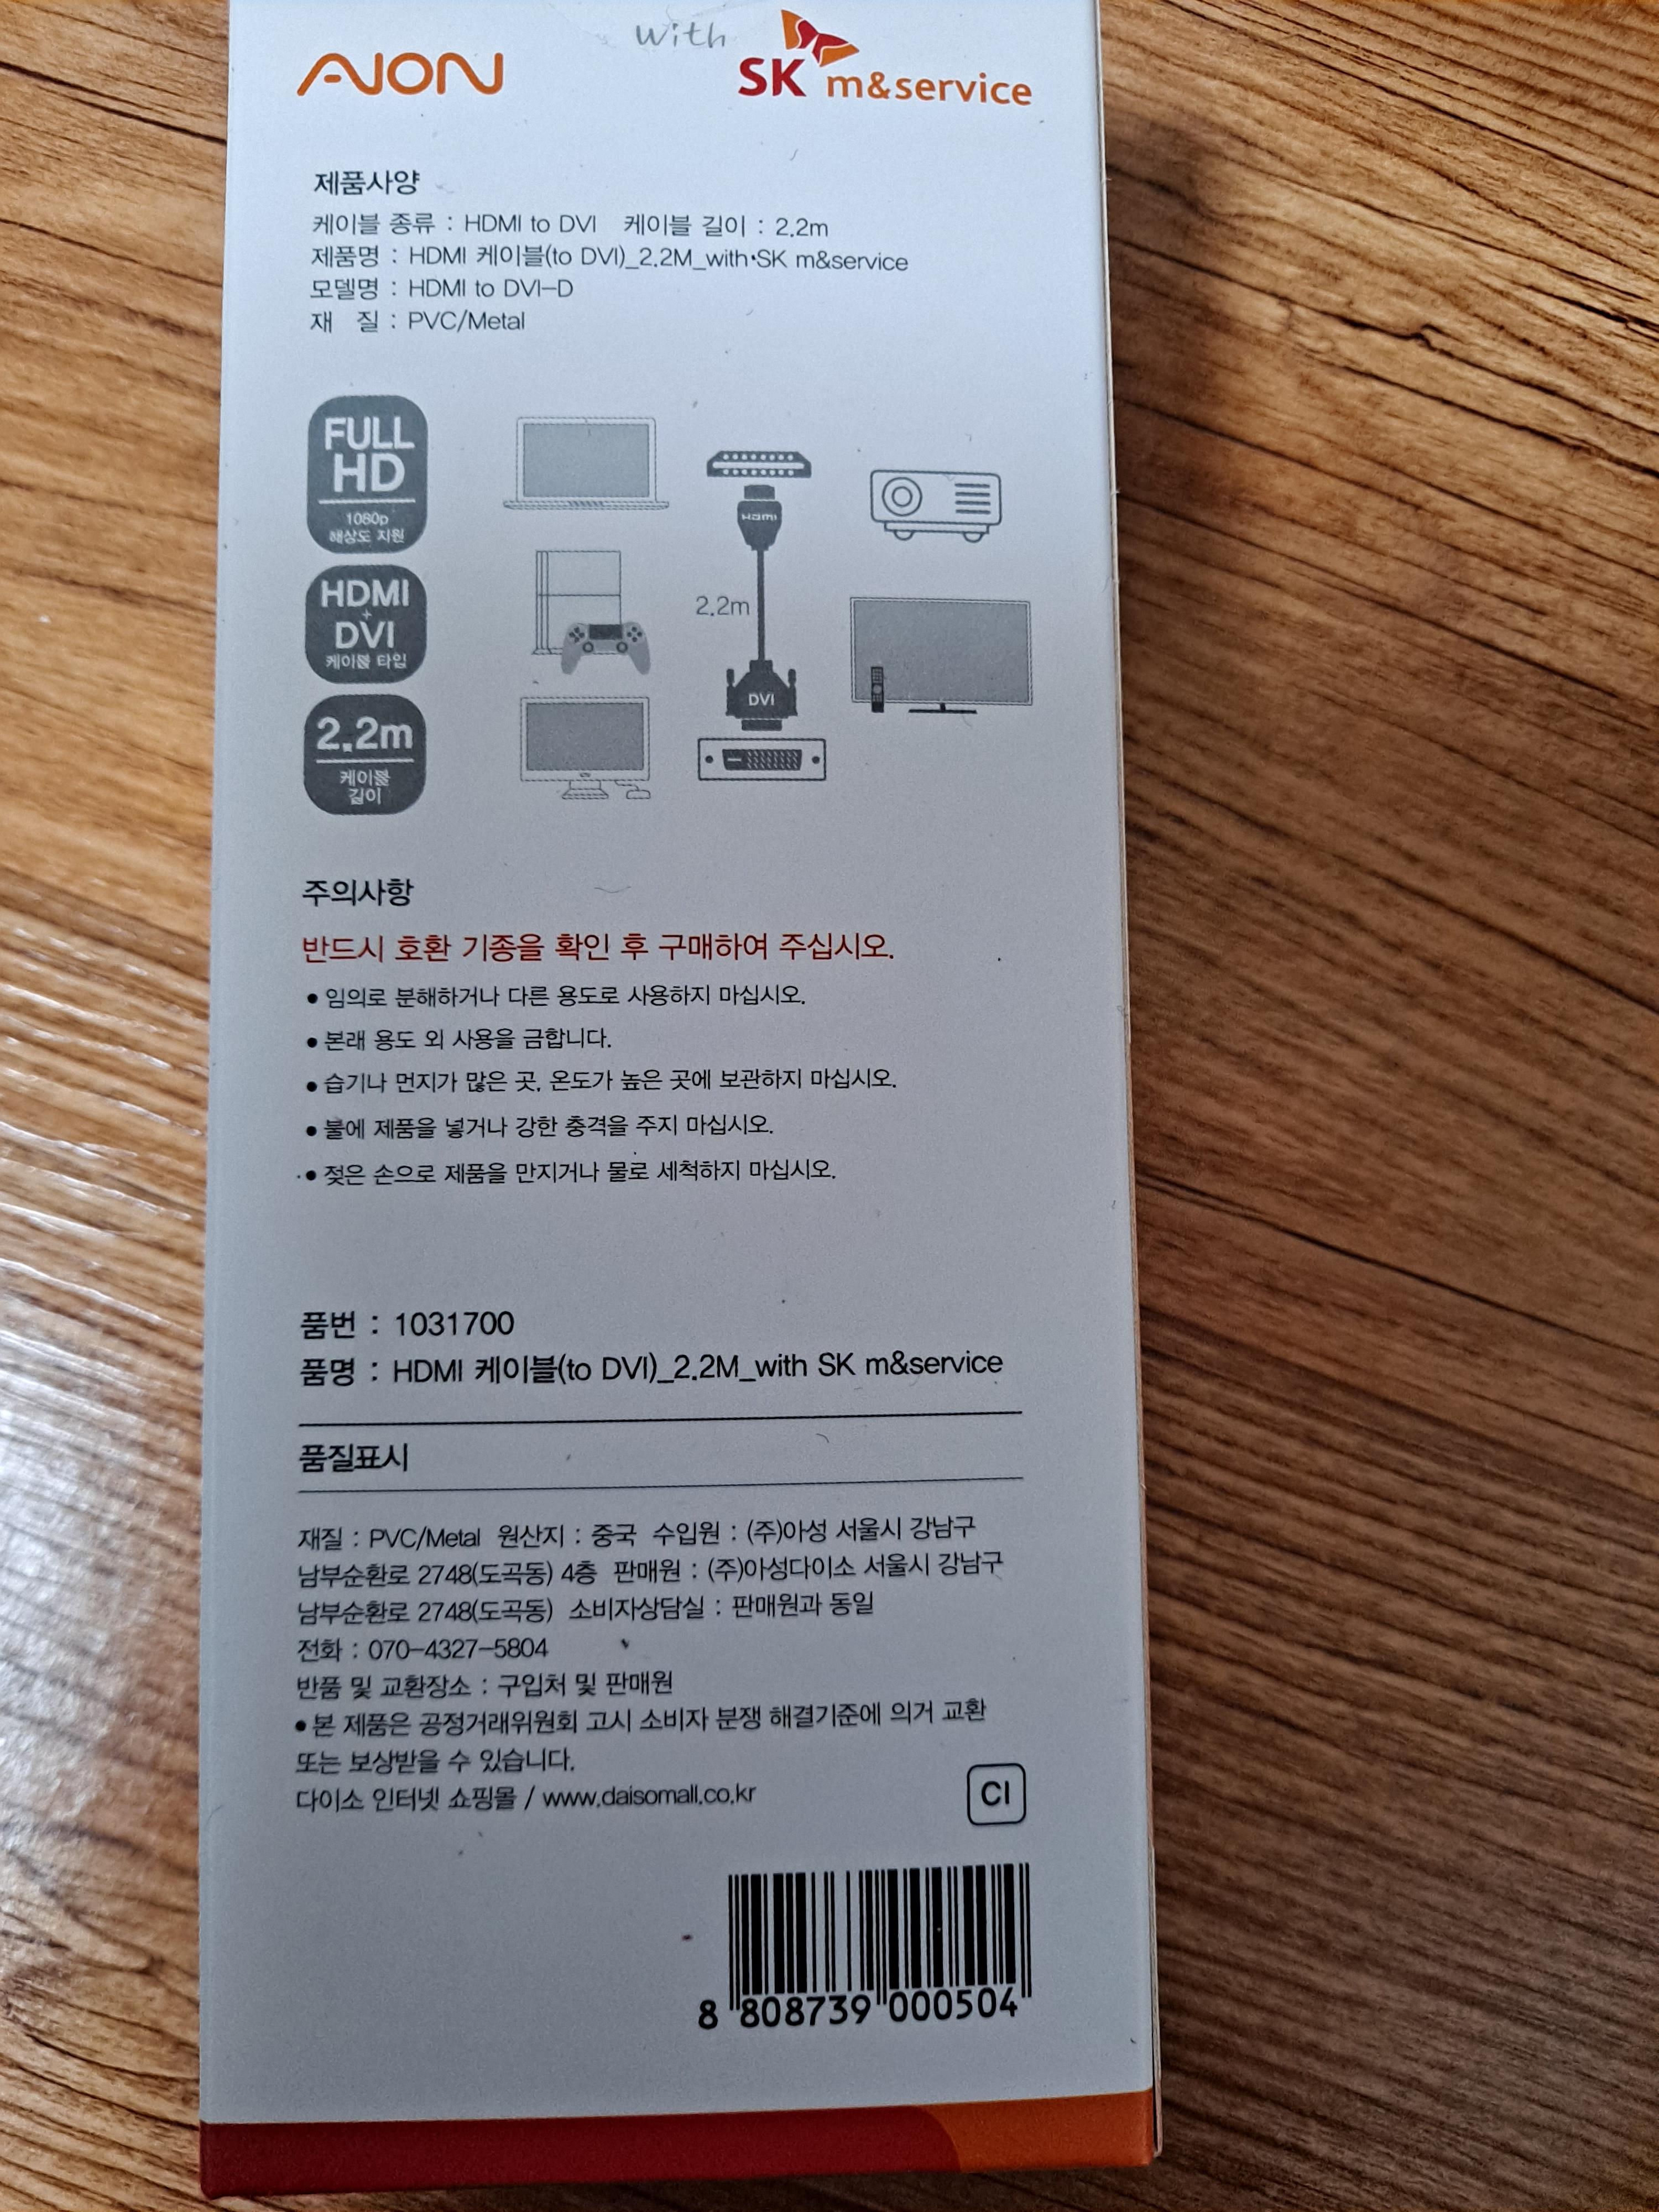 AION
with
SK m&service
제품사양
케이블 종류 : HDMI to DVI 케이블 길이 : 2.2m
제품명 : HDMI 케이블(to DVI)_2.2M_with SK m&service
모델명 : HDMI to DVI-D
재 질 : PVC/Metal
FULL
HD
1080p
해상도 지원
HDMI
+
DVI
케이블 타입
2.2m
케이블
길이
HDMI
2.2m
DVI
주의사항
반드시 호환 기종을 확인 후 구매하여 주십시오.
• 임의로 분해하거나 다른 용도로 사용하지 마십시오.
• 본래 용도 외 사용을 금합니다.
• 습기나 먼지가 많은 곳, 온도가 높은 곳에 보관하지 마십시오.
• 불에 제품을 넣거나 강한 충격을 주지 마십시오.
• 젖은 손으로 제품을 만지거나 물로 세척하지 마십시오.
품번 : 1031700
품명 : HDMI 케이블(to DVI)_2.2M_with SK m&service
품질표시
재질 : PVC/Metal 원산지 : 중국 수입원 : (주)아성 서울시 강남구
남부순환로 2748(도곡동) 4층 판매원 : (주)아성다이소 서울시 강남구
남부순환로 2748(도곡동) 소비자상담실 : 판매원과 동일
전화 : 070-4327-5804
반품 및 교환장소 : 구입처 및 판매원
• 본 제품은 공정거래위원회 고시 소비자 분쟁 해결기준에 의거 교환
또는 보상받을 수 있습니다.
다이소 인터넷 쇼핑몰 / www.daisomall.co.kr
CI
8 808739 000504